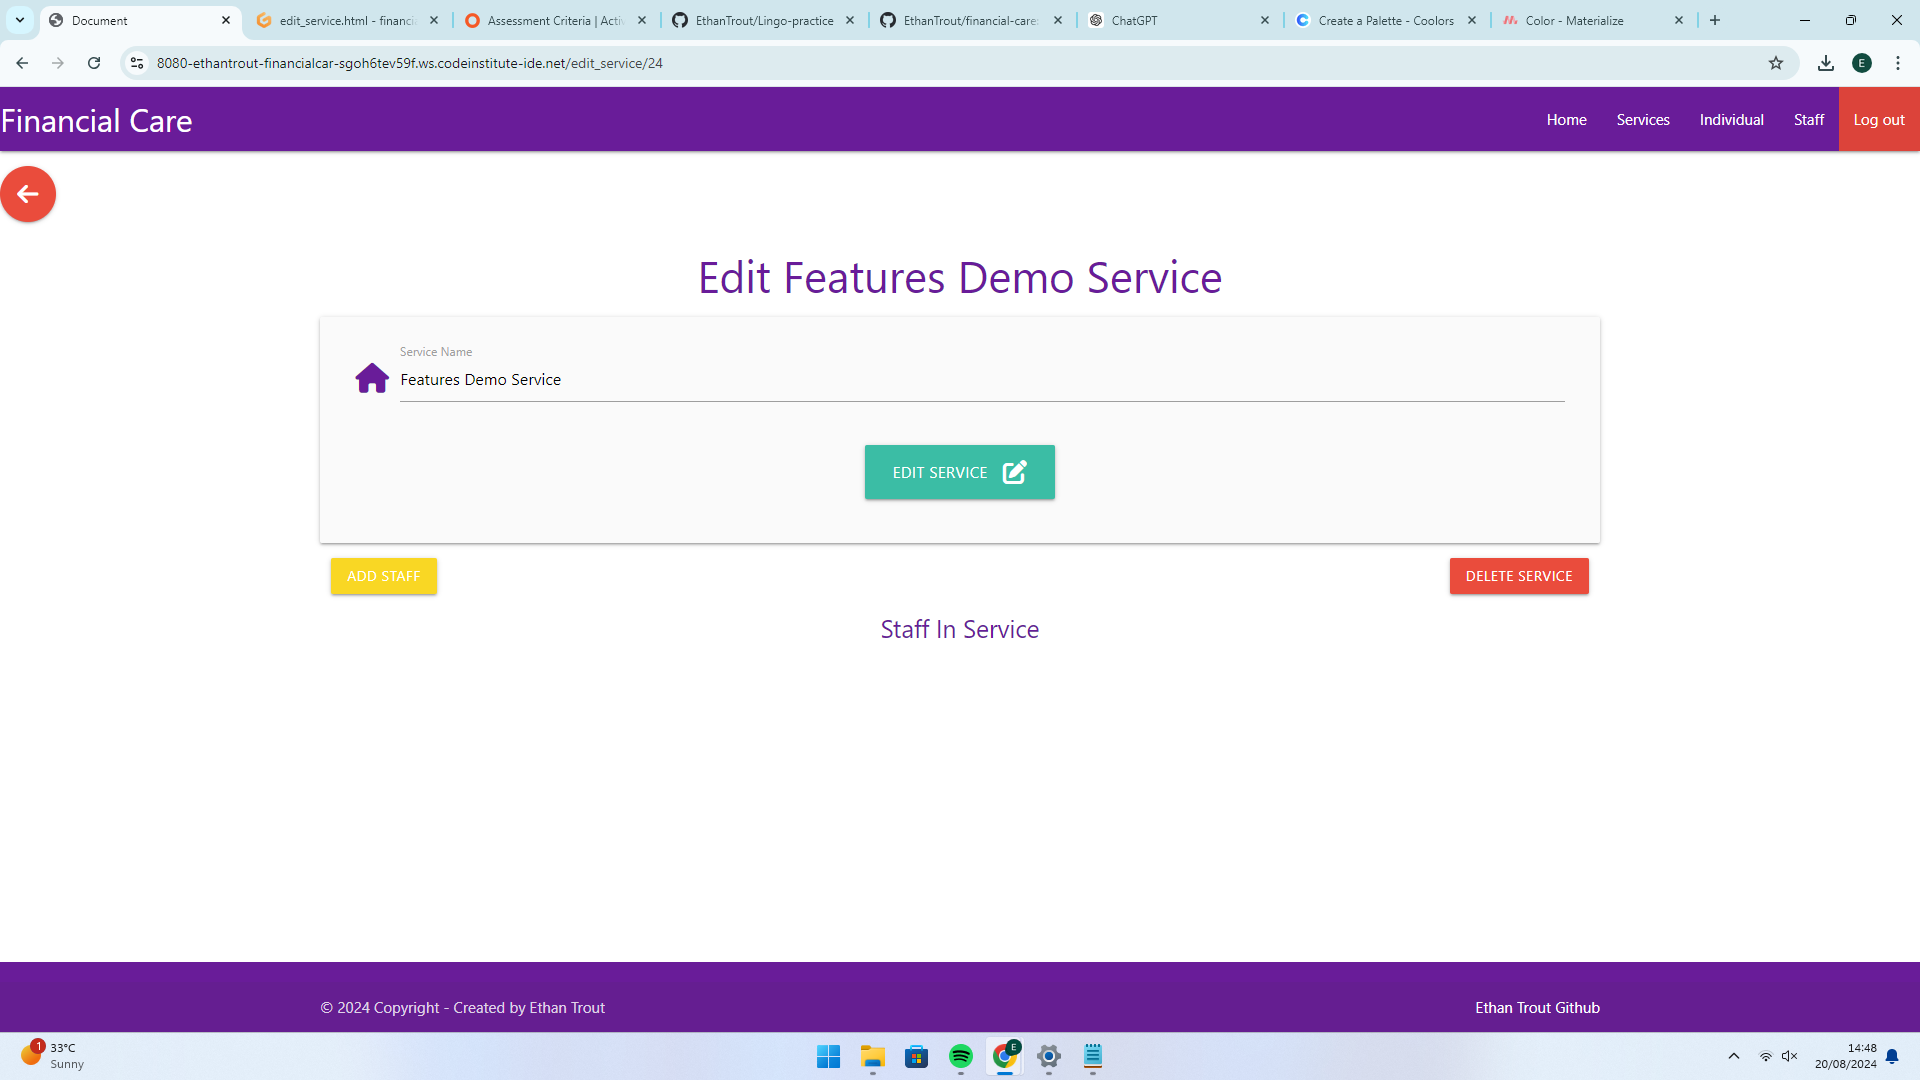 Document
edit_service.html - financia
Assessment Criteria | Activ
EthanTrout/Lingo-practice
EthanTrout/financial-care
ChatGPT
Create a Palette - Coolors
Color - Materialize
8080-ethantrout-financialcar-sgoh6tev59f.ws.codeinstitute-ide.net/edit_service/24
E
Financial Care
Home
Services
Individual
Staff
Log out
Edit Features Demo Service
Service Name
Features Demo Service
EDIT SERVICE
ADD STAFF
DELETE SERVICE
Staff In Service
© 2024 Copyright - Created by Ethan Trout
Ethan Trout Github
1
33°C
Sunny
E
14:48
20/08/2024